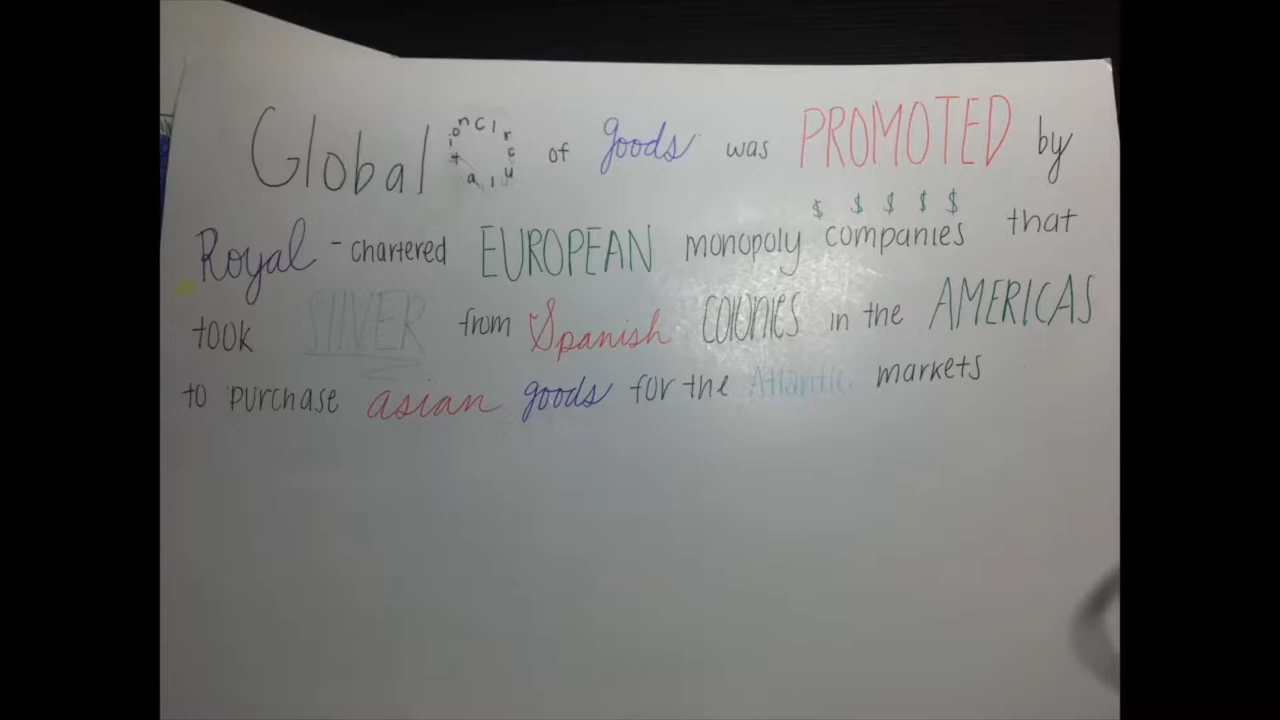 Global circulation of goods was PROMOTED by
$ $ $ $ $
Royal-chartered EUROPEAN monopoly companies that
took SILVER from Spanish COLONIES in the AMERICAS
to purchase asian goods for the Atlantic markets